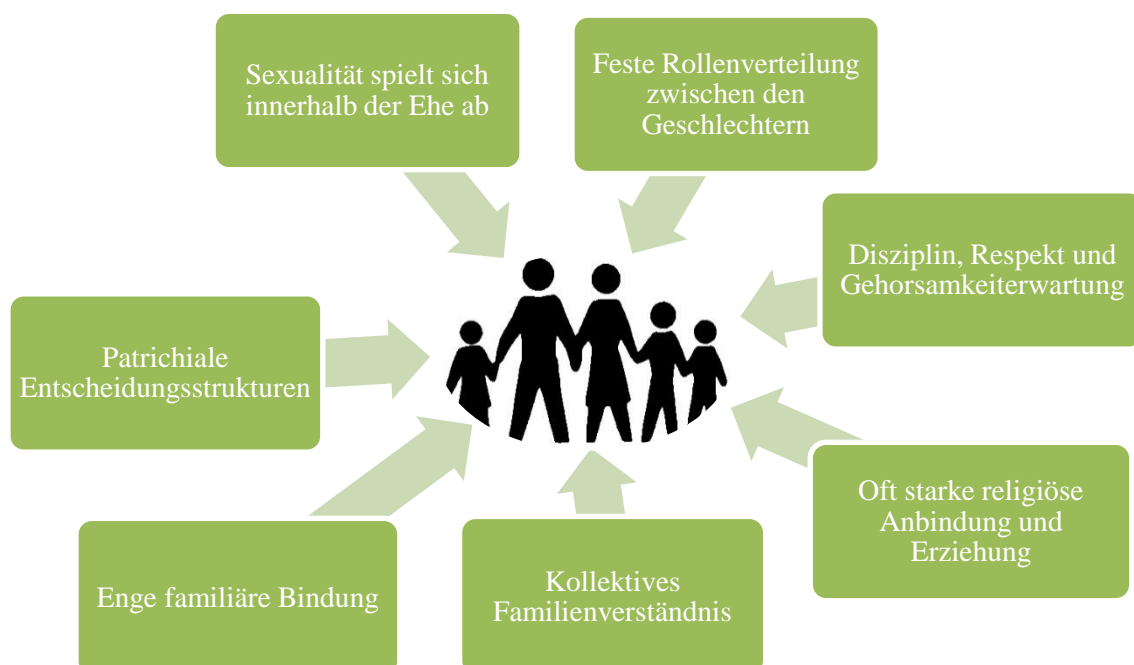 Sexualität spielt sich
innerhalb der Ehe ab
Feste Rollenverteilung
zwischen den
Geschlechtern
Disziplin, Respekt und
Gehorsamkeiterwartung
Patrichiale
Entscheidungsstrukturen
Oft starke religiöse
Anbindung und
Erziehung
Enge familiäre Bindung
Kollektives
Familienverständnis